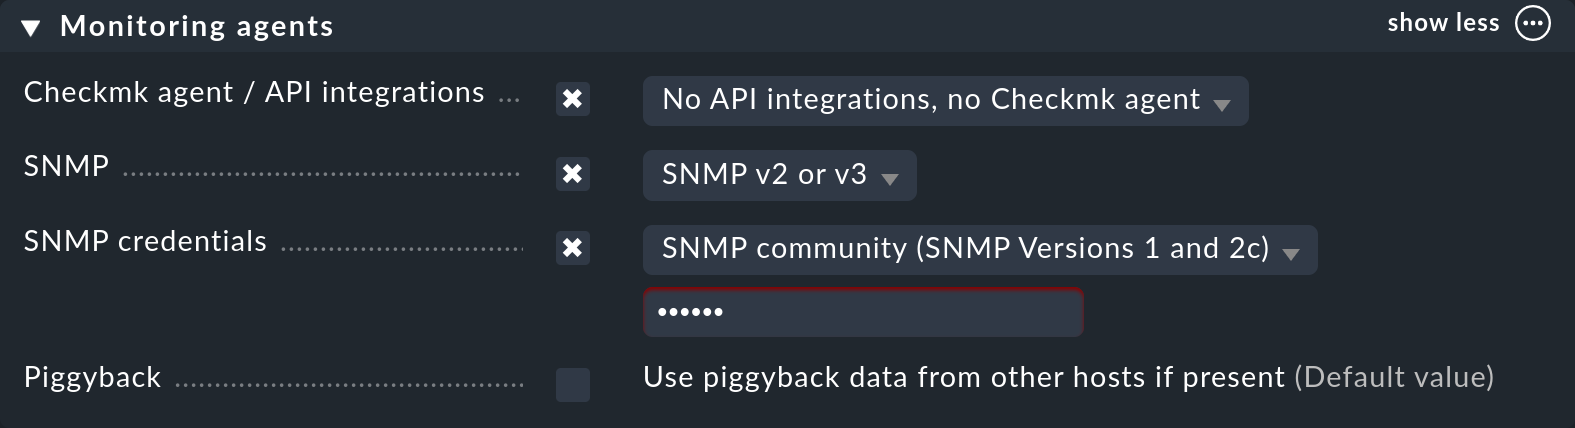 Monitoring agents
show less
Checkmk agent / API integrations
No API integrations, no Checkmk agent
SNMP
SNMP v2 or v3
SNMP credentials
SNMP community (SNMP Versions 1 and 2c)
••••••
Piggyback
Use piggyback data from other hosts if present (Default value)